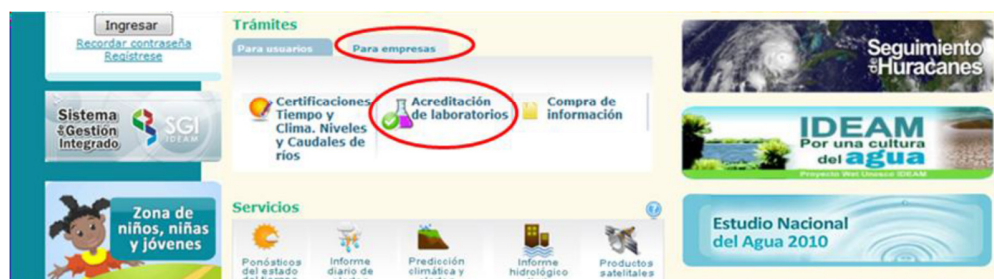 Ingresar
Recordar contraseña
Regístrese
Sistema
de Gestión
Integrado
SGI
IDEAM
Zona de
niños, niñas
y jóvenes
Trámites
Para usuarios
Para empresas
Certificaciones
Tiempo y
Clima. Niveles
y Caudales de
ríos
Acreditación
de laboratorios
Compra de
información
Servicios
Ponósticos
del estado
del tiempo
Informe
diario de
Predicción
climática y
Informe
hidrológico
Productos
satelitales
Seguimiento
de Huracanes
IDEAM
Por una cultura
del agua
Proyecto Wet Unesco IDEAM
Estudio Nacional
del Agua 2010